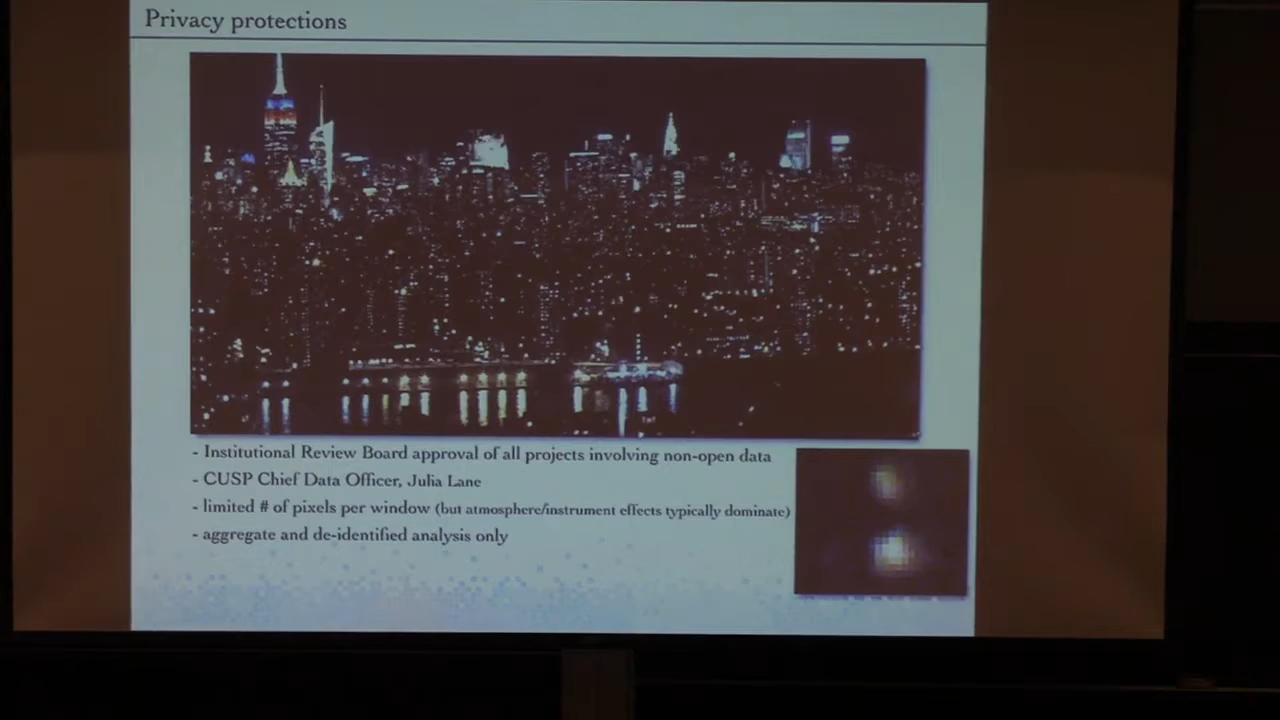 Privacy protections
- Institutional Review Board approval of all projects involving non-open data
- CUSP Chief Data Officer, Julia Lane
- limited # of pixels per window (but atmosphere/instrument effects typically dominate)
- aggregate and de-identified analysis only